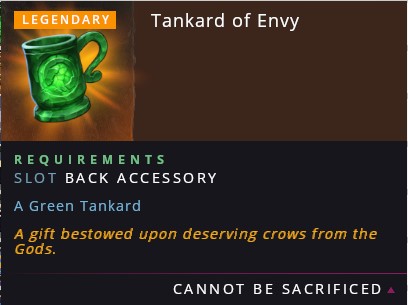 LEGENDARY
Tankard of Envy
REQUIREMENTS
SLOT BACK ACCESSORY
A Green Tankard
A gift bestowed upon deserving crows from the
Gods.
CANNOT BE SACRIFICED